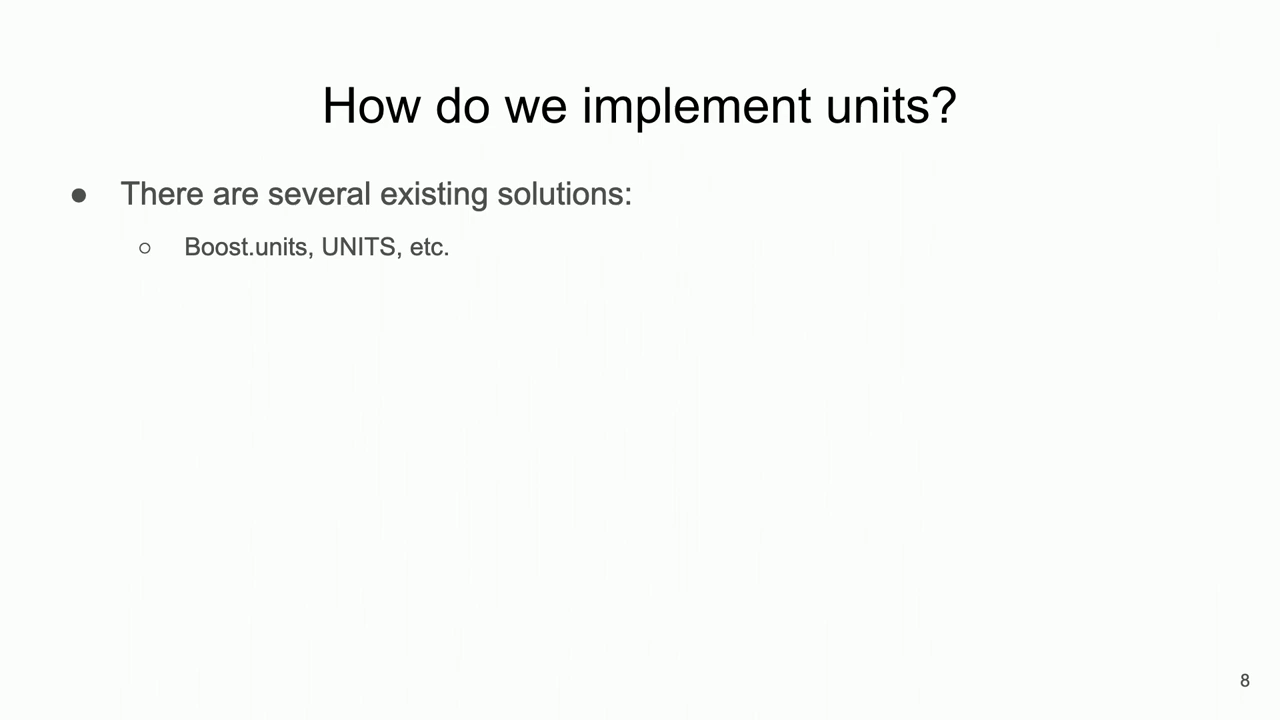 How do we implement units?
● There are several existing solutions:
○ Boost.units, UNITS, etc.
8